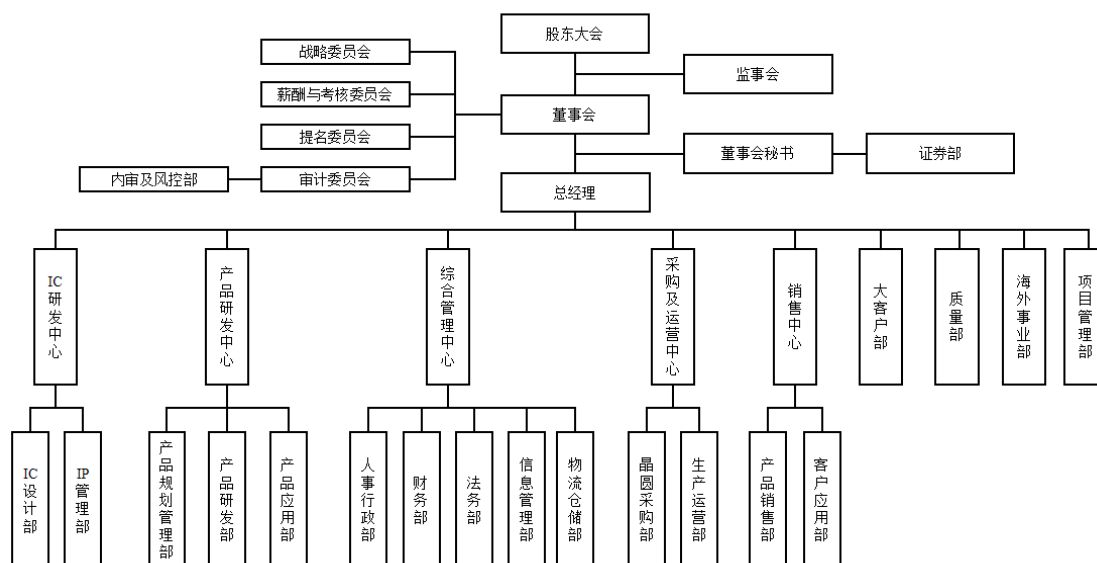 股东大会
战略委员会
监事会
薪酬与考核委员会
董事会
提名委员会
董事会秘书
证券部
内审及风控部
审计委员会
总经理
IC研发中心
产品研发中心
综合管理中心
采购及运营中心
销售中心
大客户部
质量部
海外事业部
项目管理部
IC设计部
IP管理部
产品规划管理部
产品研发部
产品应用部
人事行政部
财务部
法务部
信息管理部
物流仓储部
晶圆采购部
生产运营部
产品销售部
客户应用部